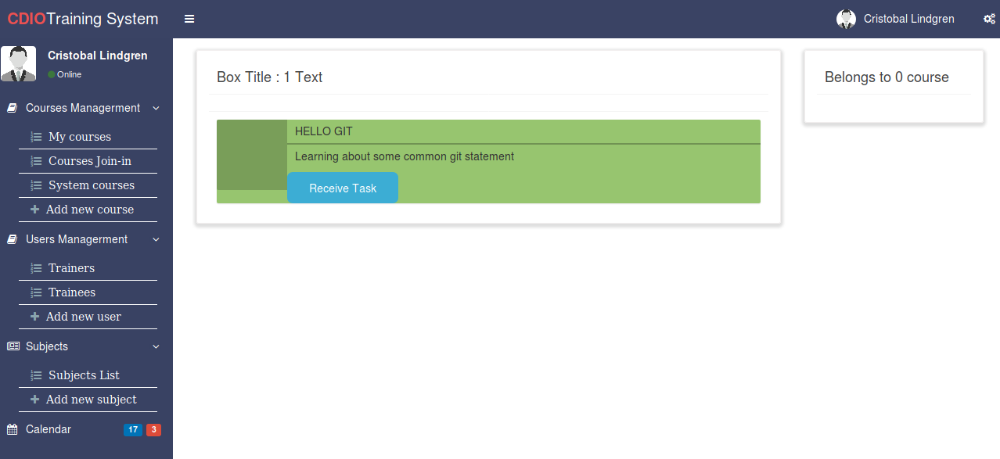 CDIOTraining System
Cristobal Lindgren
Cristobal Lindgren
Online
Courses Management
My courses
Courses Join-in
System courses
Add new course
Users Managerment
Trainers
Trainees
Add new user
Subjects
Subjects List
Add new subject
Calendar 17 3
Box Title : 1 Text
HELLO GIT
Learning about some common git statement
Receive Task
Belongs to 0 course